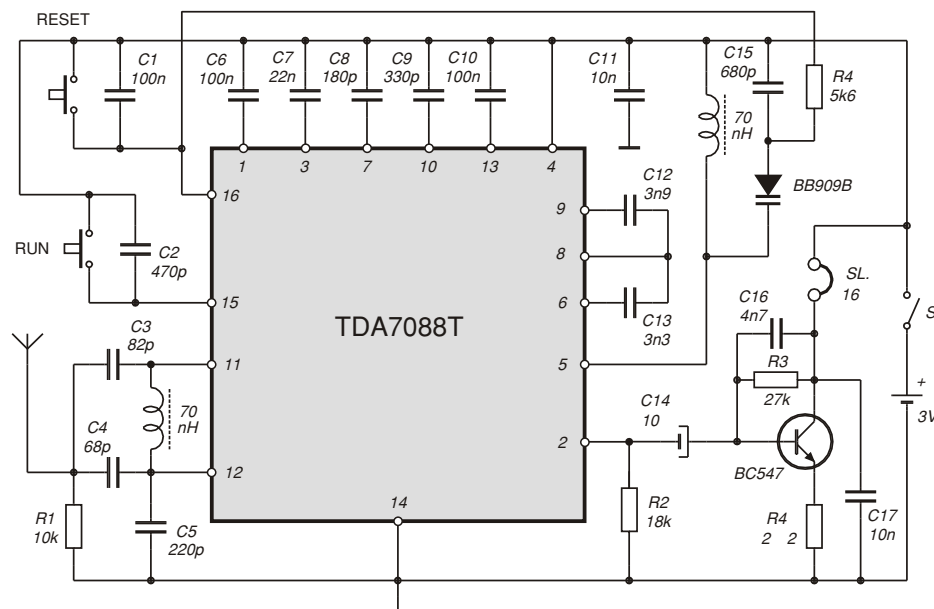 RESET
C1
100n
C6
100n
C7
22n
C8
180p
C9
330p
C10
100n
C11
10n
C15
680p
R4
5k6
70
nH
1
3
7
10
13
4
16
9
C12
3n9
BB909B
RUN
C2
470p
8
SL.
16
15
6
C13
3n3
C16
4n7
S
TDA7088T
C3
82p
11
5
R3
27k
+
3V
70
nH
C4
68p
C14
10
2
12
BC547
R1
10k
C5
220p
14
R2
18k
R4
2 2
C17
10n